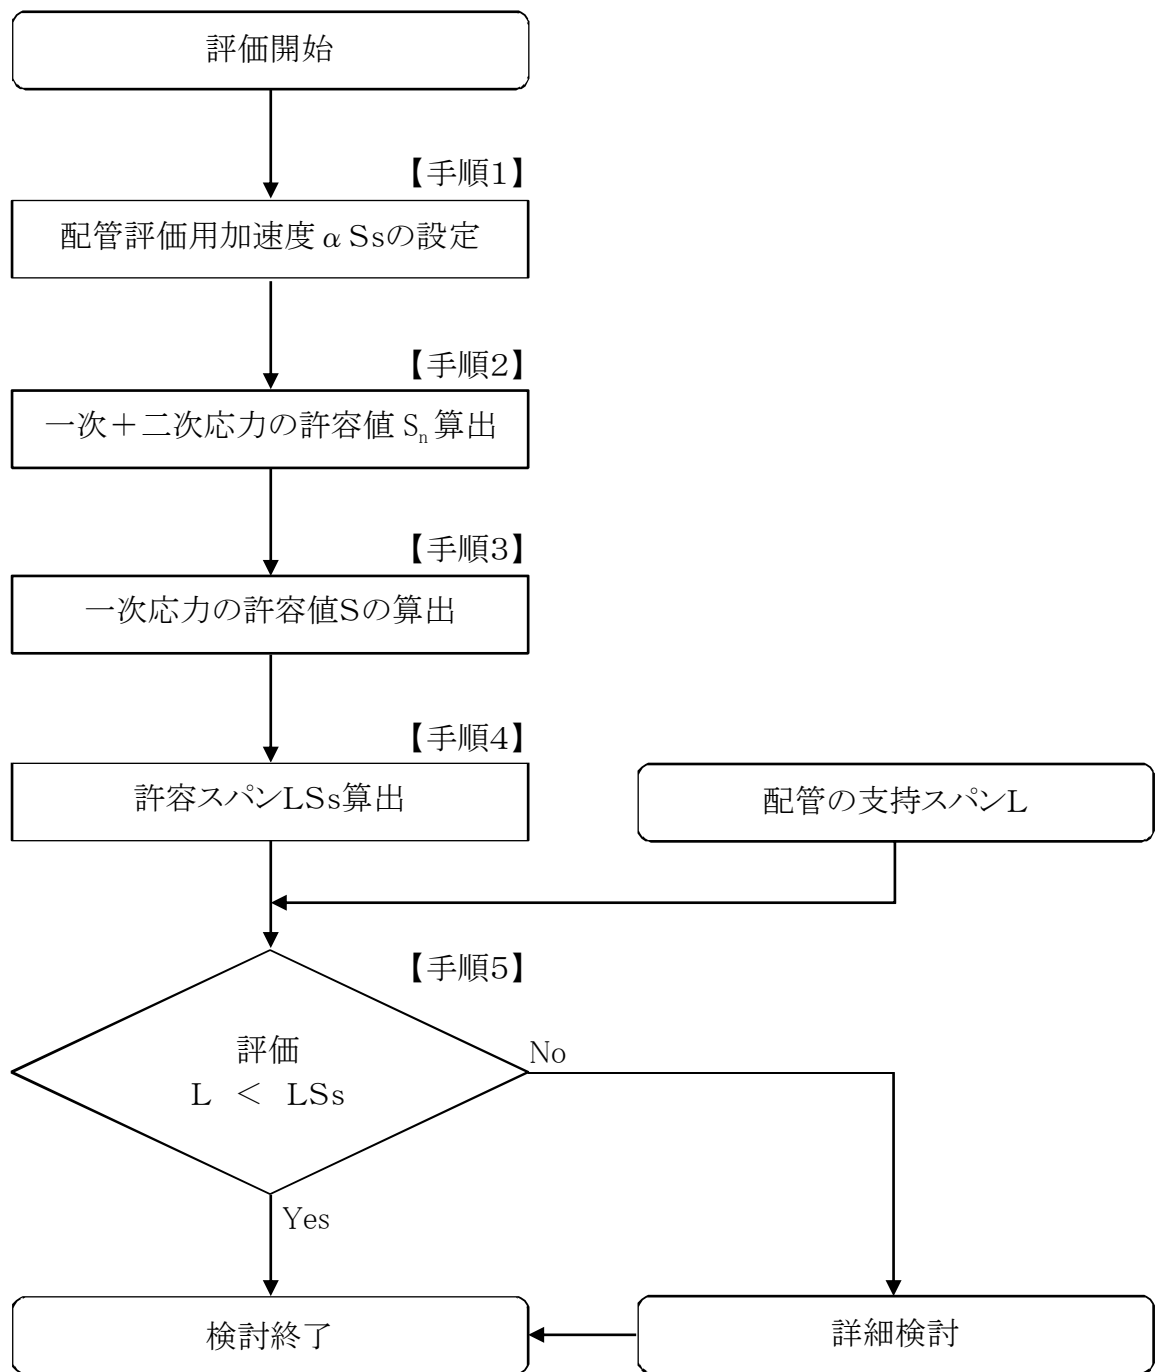 評価開始
【手順1】
配管評価用加速度αSsの設定
【手順2】
一次+二次応力の許容値 Sn 算出
【手順3】
一次応力の許容値Sの算出
【手順4】
許容スパンLSs算出
配管の支持スパンL
【手順5】
評価
L < LSs
No
Yes
検討終了
詳細検討